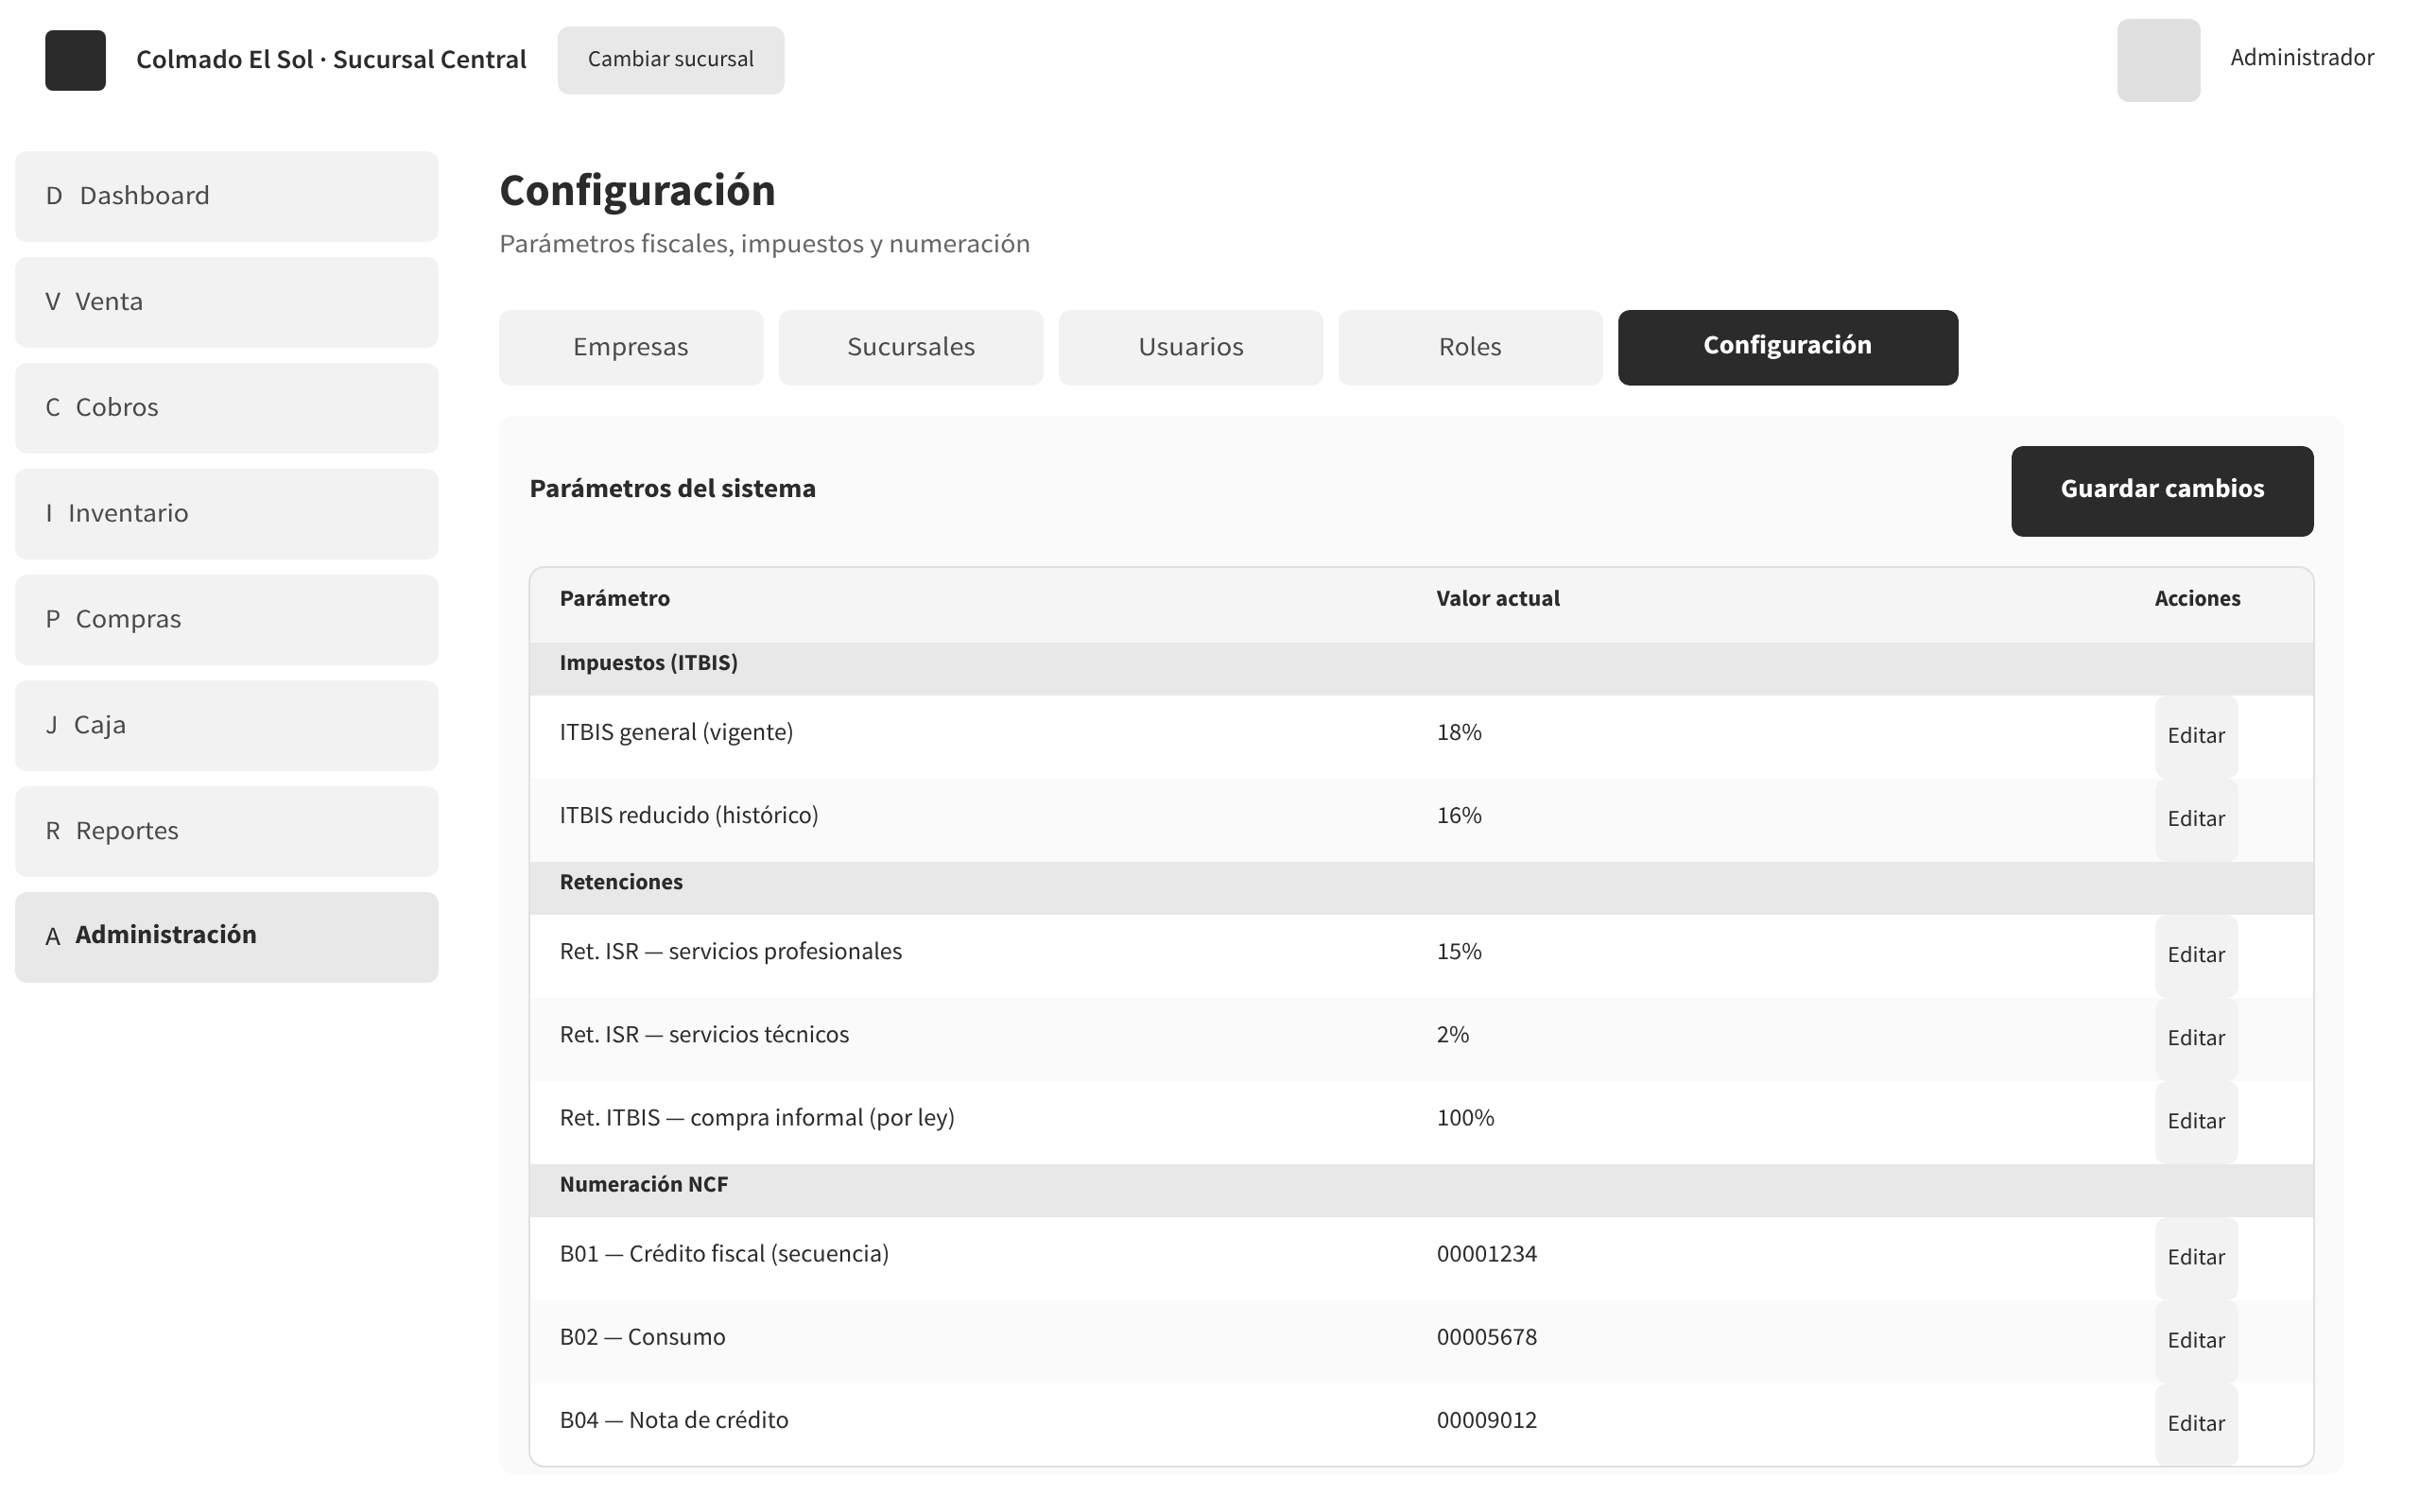 Colmado El Sol · Sucursal Central
Cambiar sucursal
Administrador
D Dashboard
V Venta
C Cobros
I Inventario
P Compras
J Caja
R Reportes
A Administración
Configuración
Parámetros fiscales, impuestos y numeración
Empresas
Sucursales
Usuarios
Roles
Configuración
Parámetros del sistema
Guardar cambios
Parámetro Valor actual Acciones
Impuestos (ITBIS)
ITBIS general (vigente) 18% Editar
ITBIS reducido (histórico) 16% Editar
Retenciones
Ret. ISR — servicios profesionales 15% Editar
Ret. ISR — servicios técnicos 2% Editar
Ret. ITBIS — compra informal (por ley) 100% Editar
Numeración NCF
B01 — Crédito fiscal (secuencia) 00001234 Editar
B02 — Consumo 00005678 Editar
B04 — Nota de crédito 00009012 Editar